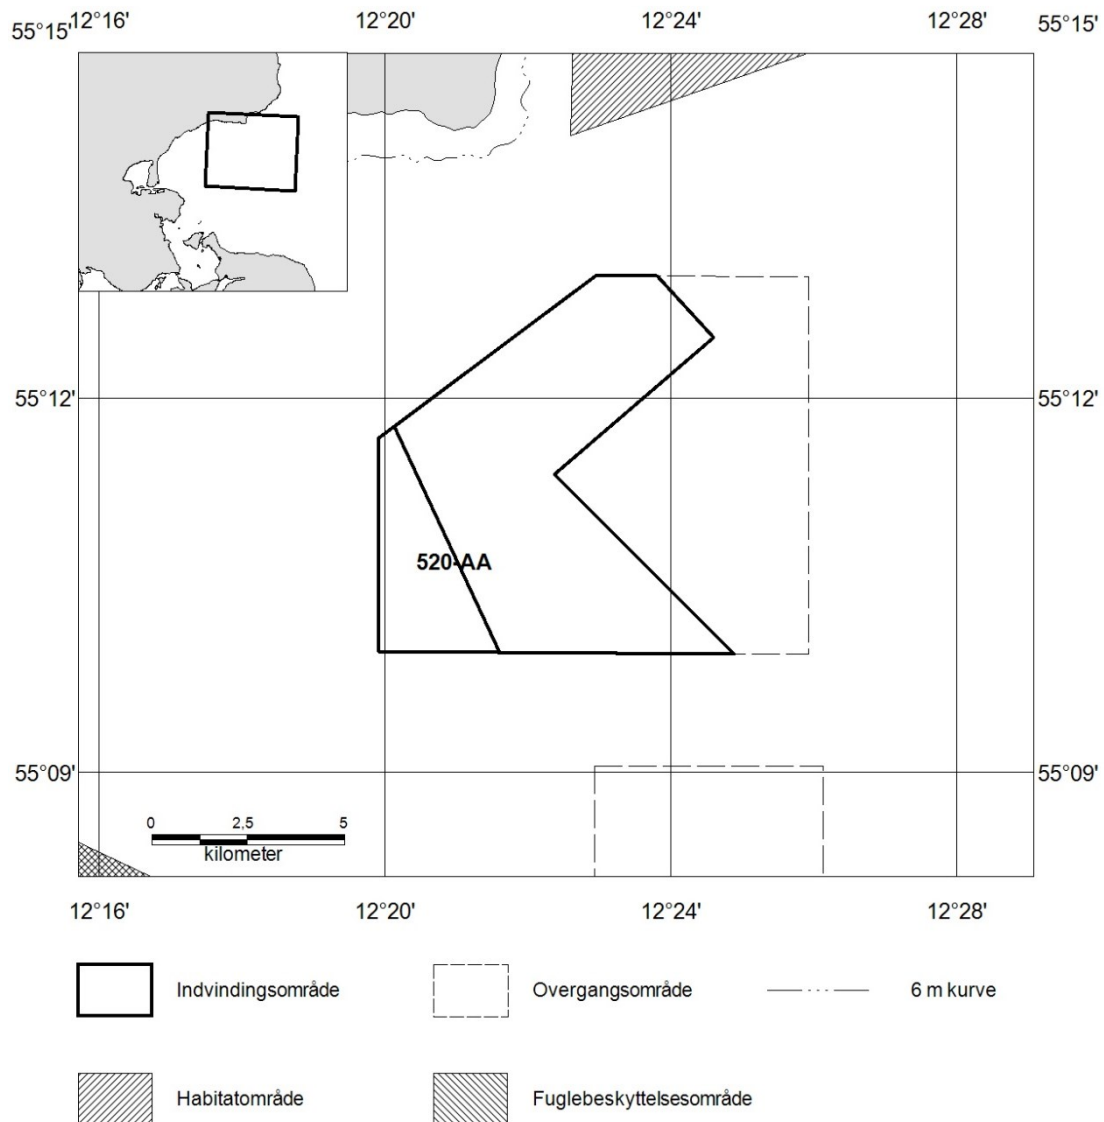 12°16' 12°20' 12°24' 12°28'
55°15' 55°15'
55°12' 55°12'
520-AA
55°09' 55°09'
0 2,5 5
kilometer
12°16' 12°20' 12°24' 12°28'
Indvindingsområde Overgangsområde 6 m kurve
Habitatområde Fuglebeskyttelsesområde